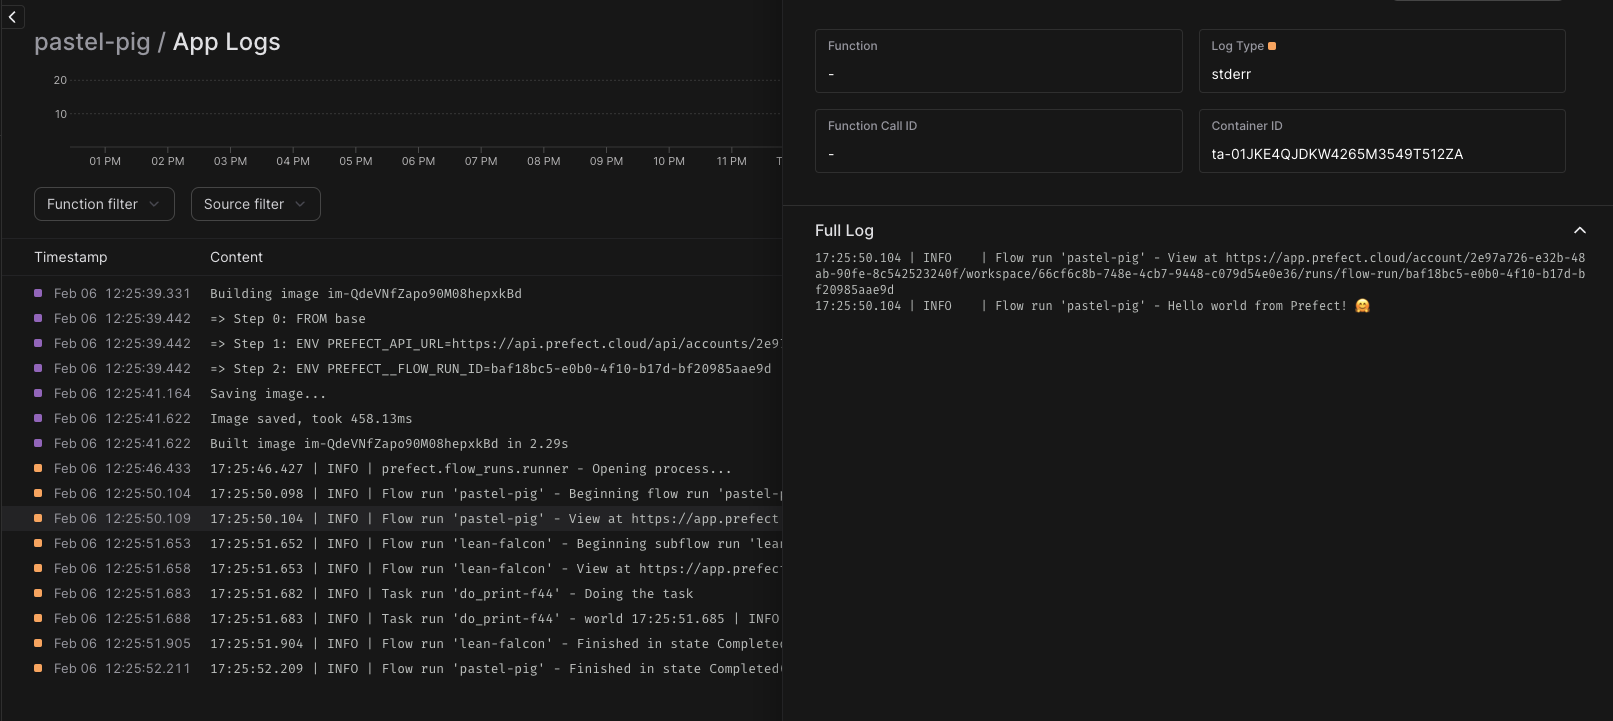 pastel-pig / App Logs
20
10
01 PM 02 PM 03 PM 04 PM 05 PM 06 PM 07 PM 08 PM 09 PM 10 PM 11 PM T
Function filter
Source filter
Timestamp Content
Feb 06 12:25:39.331 Building image im-QdeVNfZapo90M08hepxkBd
Feb 06 12:25:39.442 => Step 0: FROM base
Feb 06 12:25:39.442 => Step 1: ENV PREFECT_API_URL=https://api.prefect.cloud/api/accounts/2e97
Feb 06 12:25:39.442 => Step 2: ENV PREFECT__FLOW_RUN_ID=baf18bc5-e0b0-4f10-b17d-bf20985aae9d
Feb 06 12:25:41.164 Saving image...
Feb 06 12:25:41.622 Image saved, took 458.13ms
Feb 06 12:25:41.622 Built image im-QdeVNfZapo90M08hepxkBd in 2.29s
Feb 06 12:25:46.433 17:25:46.427 | INFO | prefect.flow_runs.runner - Opening process...
Feb 06 12:25:50.104 17:25:50.098 | INFO | Flow run 'pastel-pig' - Beginning flow run 'pastel-p
Feb 06 12:25:50.109 17:25:50.104 | INFO | Flow run 'pastel-pig' - View at https://app.prefect
Feb 06 12:25:51.653 17:25:51.652 | INFO | Flow run 'lean-falcon' - Beginning subflow run 'lean
Feb 06 12:25:51.658 17:25:51.653 | INFO | Flow run 'lean-falcon' - View at https://app.prefect
Feb 06 12:25:51.683 17:25:51.682 | INFO | Task run 'do_print-f44' - Doing the task
Feb 06 12:25:51.688 17:25:51.683 | INFO | Task run 'do_print-f44' - world 17:25:51.685 | INFO
Feb 06 12:25:51.905 17:25:51.904 | INFO | Flow run 'lean-falcon' - Finished in state Completed
Feb 06 12:25:52.211 17:25:52.209 | INFO | Flow run 'pastel-pig' - Finished in state Completed(
Function
-
Log Type
stderr
Function Call ID
-
Container ID
ta-01JKE4QJDKW4265M3549T512ZA
Full Log
17:25:50.104 | INFO    | Flow run 'pastel-pig' - View at https://app.prefect.cloud/account/2e97a726-e32b-48
ab-90fe-8c542523240f/workspace/66cf6c8b-748e-4cb7-9448-c079d54e0e36/runs/flow-run/baf18bc5-e0b0-4f10-b17d-b
f20985aae9d
17:25:50.104 | INFO    | Flow run 'pastel-pig' - Hello world from Prefect! 🤗